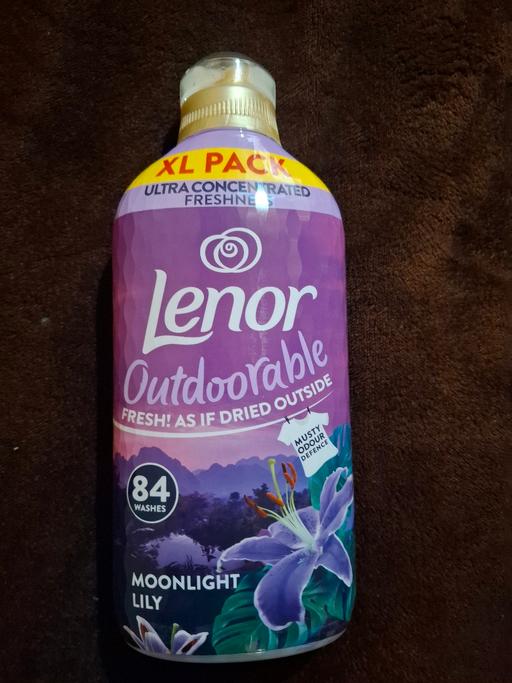 XL PACK
ULTRA CONCENTRATED
FRESHNESS
Lenor
Outdoorable
FRESH! AS IF DRIED OUTSIDE
MUSTY
ODOUR
DEFENCE
84
WASHES
MOONLIGHT
LILY